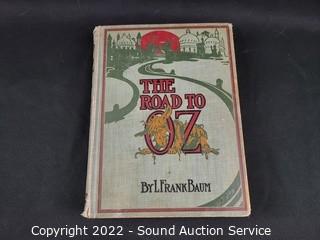 THE
ROAD TO
OZ
BY L. FRANK BAUM
Copyright 2022 - Sound Auction Service